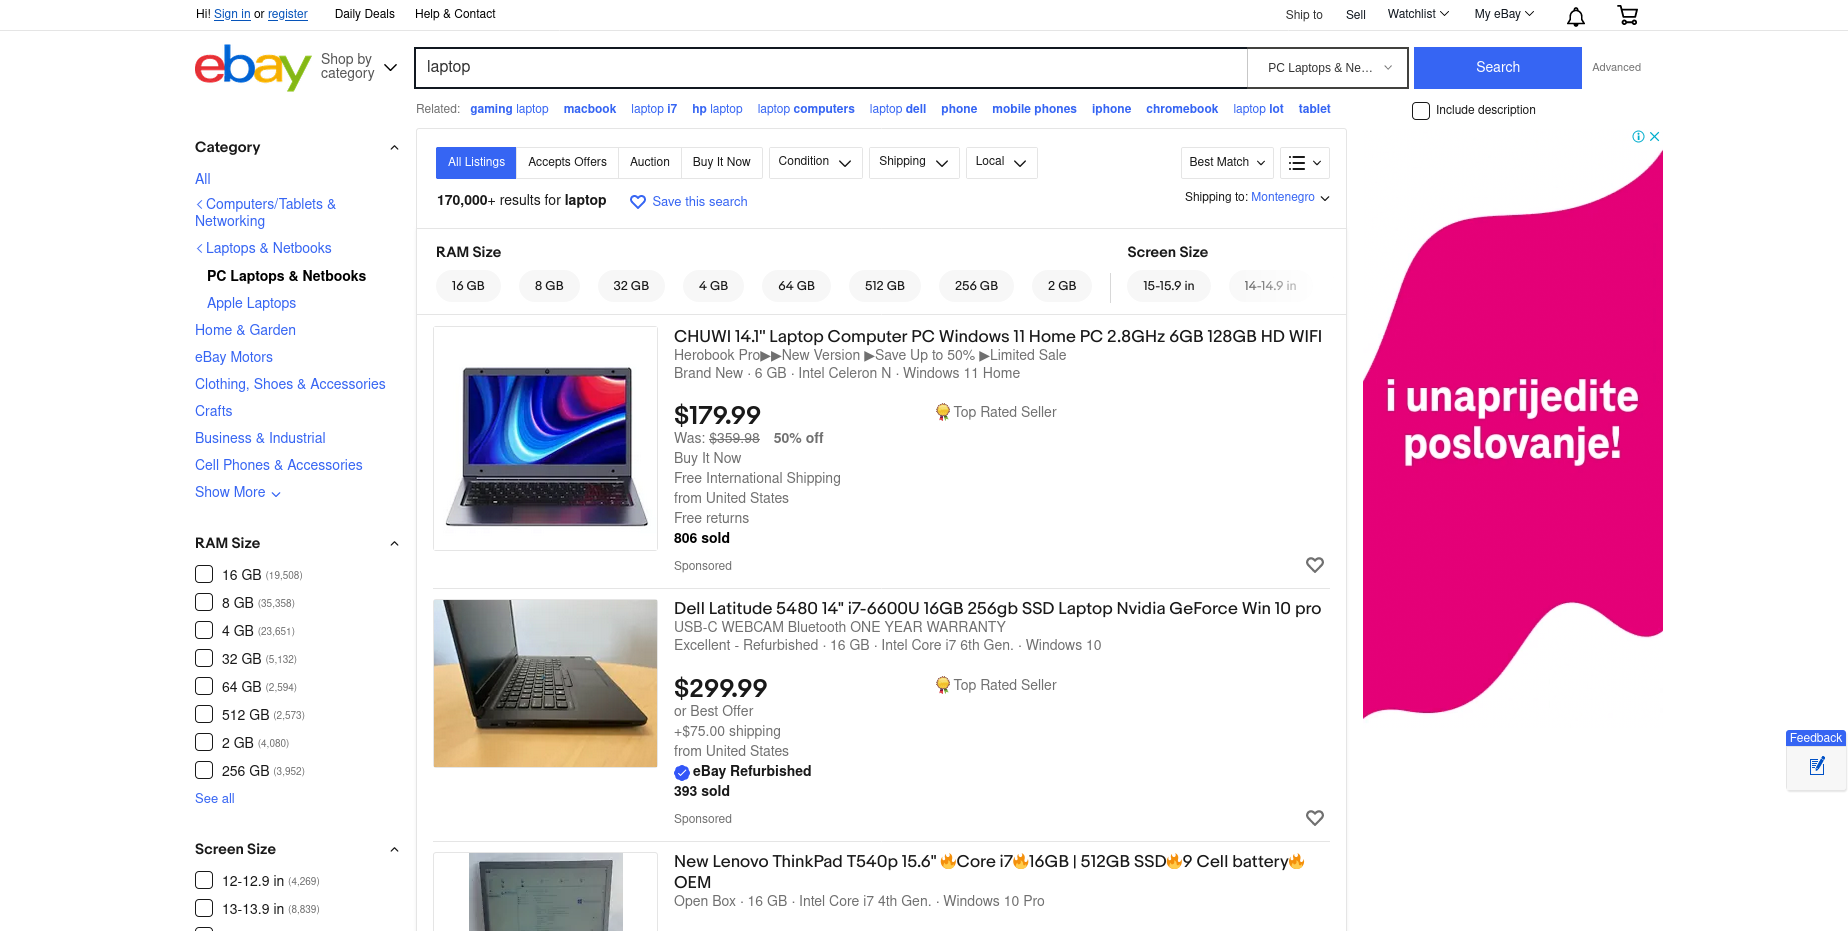 Hi! Sign in or register
Daily Deals
Help & Contact
Ship to
Sell
Watchlist
My eBay
ebay
Shop by
category
laptop
PC Laptops & Ne...
Search
Advanced
Related: gaming laptop macbook laptop i7 hp laptop laptop computers laptop dell phone mobile phones iphone chromebook laptop lot tablet
Include description
Category
All
Computers/Tablets &
Networking
Laptops & Netbooks
PC Laptops & Netbooks
Apple Laptops
Home & Garden
eBay Motors
Clothing, Shoes & Accessories
Crafts
Business & Industrial
Cell Phones & Accessories
Show More
RAM Size
16 GB (19,508)
8 GB (35,358)
4 GB (23,651)
32 GB (5,132)
64 GB (2,594)
512 GB (2,573)
2 GB (4,080)
256 GB (3,952)
See all
Screen Size
12-12.9 in (4,269)
13-13.9 in (8,839)
All Listings
Accepts Offers
Auction
Buy It Now
Condition
Shipping
Local
Best Match
170,000+ results for laptop
Save this search
Shipping to: Montenegro
RAM Size
16 GB
8 GB
32 GB
4 GB
64 GB
512 GB
256 GB
2 GB
Screen Size
15-15.9 in
14-14.9 in
CHUWI 14.1" Laptop Computer PC Windows 11 Home PC 2.8GHz 6GB 128GB HD WIFI
Herobook Pro▶▶New Version ▶Save Up to 50% ▶Limited Sale
Brand New · 6 GB · Intel Celeron N · Windows 11 Home
$179.99
Top Rated Seller
Was: $359.98 50% off
Buy It Now
Free International Shipping
from United States
Free returns
806 sold
Sponsored
Dell Latitude 5480 14" i7-6600U 16GB 256gb SSD Laptop Nvidia GeForce Win 10 pro
USB-C WEBCAM Bluetooth ONE YEAR WARRANTY
Excellent - Refurbished · 16 GB · Intel Core i7 6th Gen. · Windows 10
$299.99
Top Rated Seller
or Best Offer
+$75.00 shipping
from United States
eBay Refurbished
393 sold
Sponsored
New Lenovo ThinkPad T540p 15.6" 🔥Core i7🔥16GB | 512GB SSD🔥9 Cell battery🔥
OEM
Open Box · 16 GB · Intel Core i7 4th Gen. · Windows 10 Pro
i unaprijedite
poslovanje!
Feedback